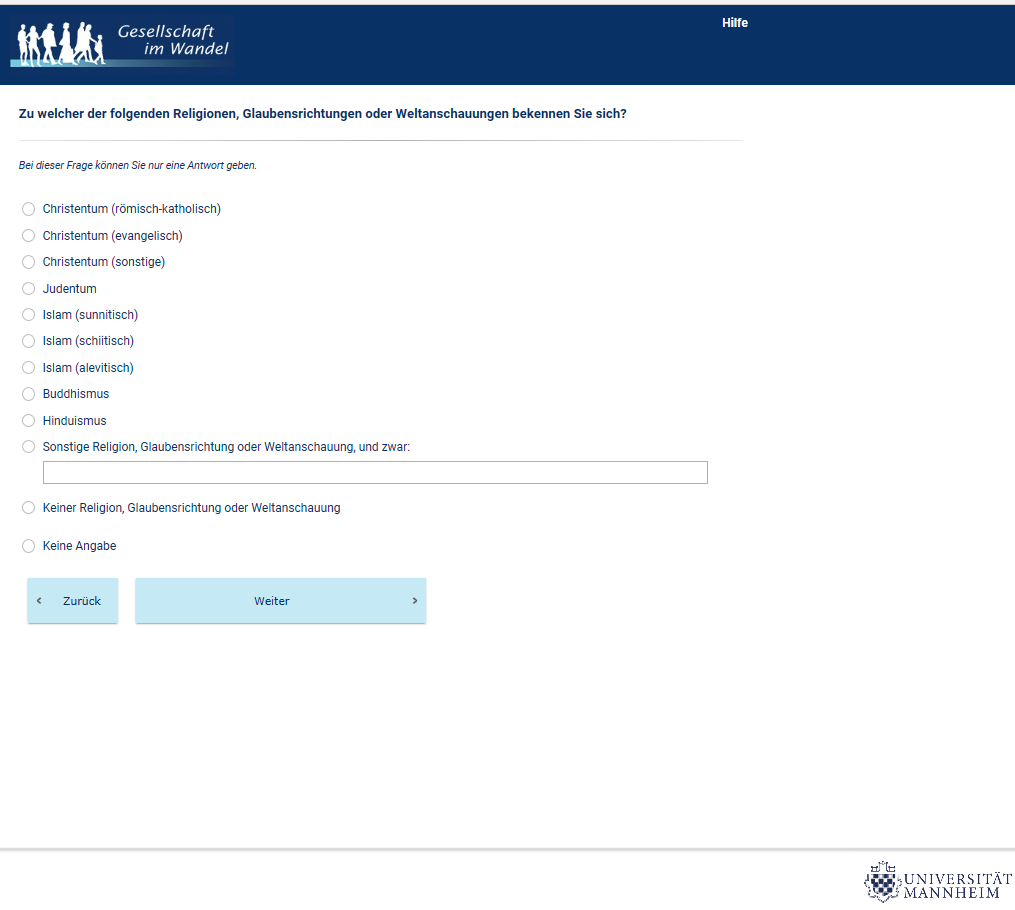 Gesellschaft
im Wandel
Hilfe
Zu welcher der folgenden Religionen, Glaubensrichtungen oder Weltanschauungen bekennen Sie sich?
Bei dieser Frage können Sie nur eine Antwort geben.
Christentum (römisch-katholisch)
Christentum (evangelisch)
Christentum (sonstige)
Judentum
Islam (sunnitisch)
Islam (schiitisch)
Islam (alevitisch)
Buddhismus
Hinduismus
Sonstige Religion, Glaubensrichtung oder Weltanschauung, und zwar:
Keiner Religion, Glaubensrichtung oder Weltanschauung
Keine Angabe
‹ Zurück
Weiter ›
UNIVERSITÄT
MANNHEIM